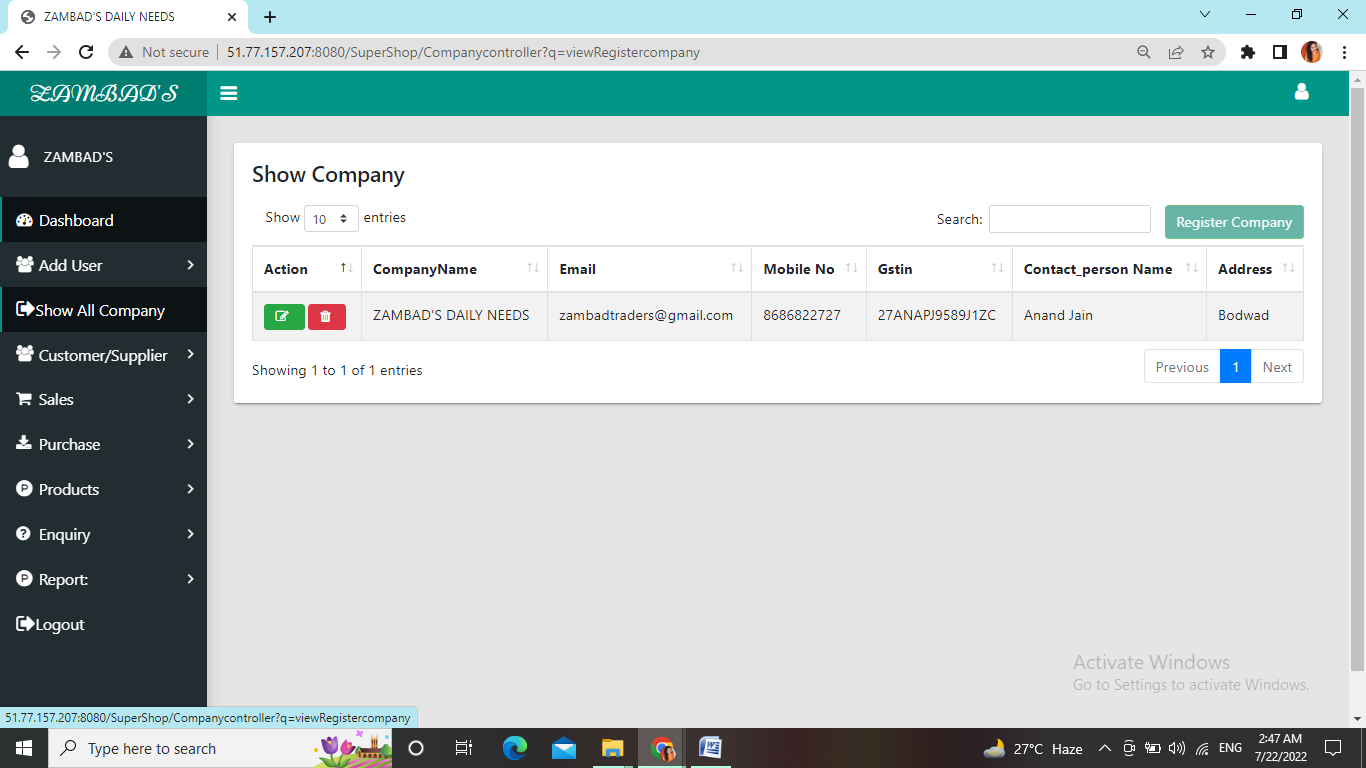 ZAMBAD'S DAILY NEEDS
Not secure 51.77.157.207:8080/SuperShop/Companycontroller?q=viewRegistercompany
ZAMBAD'S
ZAMBAD'S
Dashboard
Add User
Show All Company
Customer/Supplier
Sales
Purchase
Products
Enquiry
Report:
Logout
Show Company
Show 10 entries Search: Register Company
Action CompanyName Email Mobile No Gstin Contact_person Name Address
ZAMBAD'S DAILY NEEDS zambadtraders@gmail.com 8686822727 27ANAPJ9589J1ZC Anand Jain Bodwad
Showing 1 to 1 of 1 entries Previous 1 Next
Activate Windows
Go to Settings to activate Windows.
51.77.157.207:8080/SuperShop/Companycontroller?q=viewRegistercompany
Type here to search 27°C Haze ENG 2:47 AM
7/22/2022